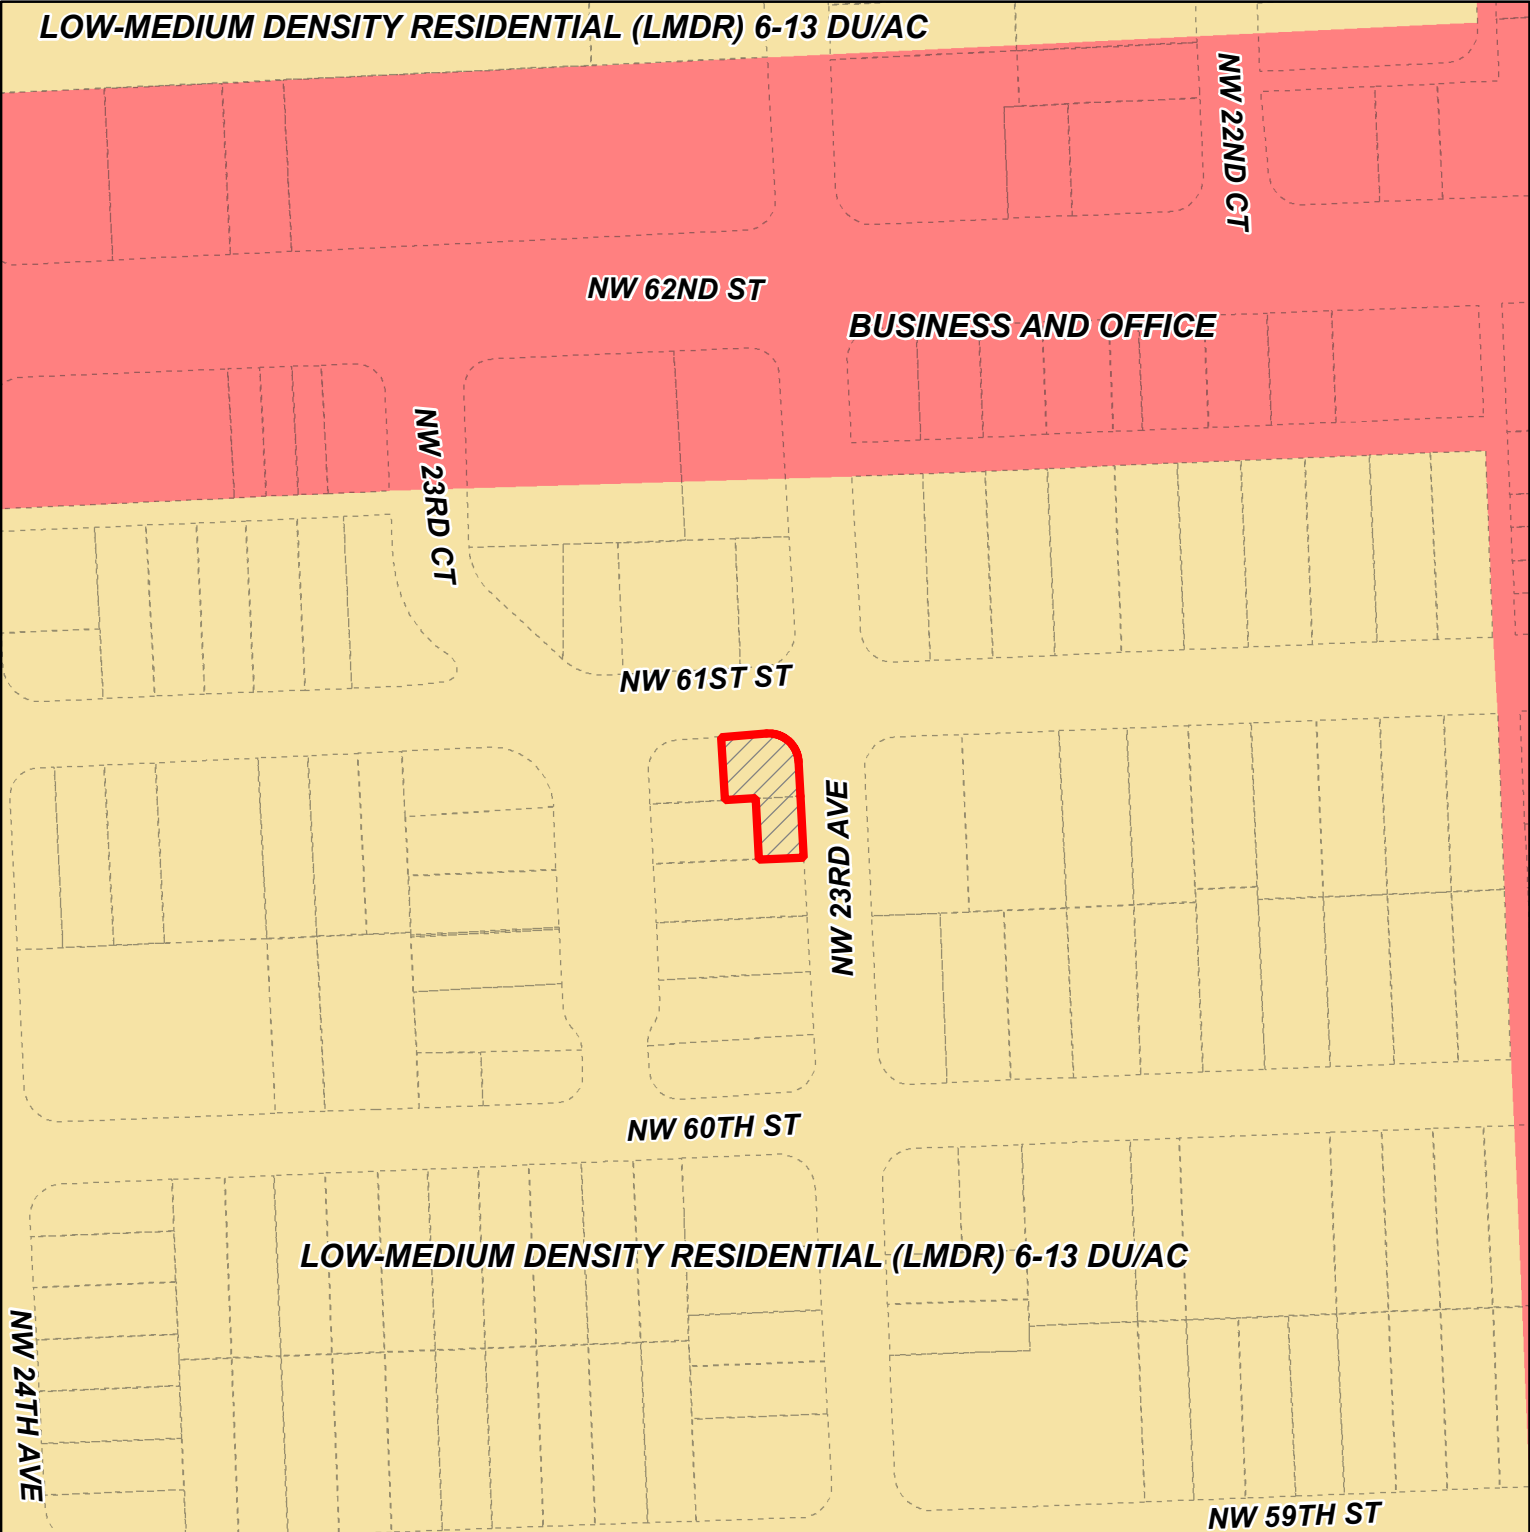 LOW-MEDIUM DENSITY RESIDENTIAL (LMDR) 6-13 DU/AC
NW 22ND CT
NW 62ND ST
BUSINESS AND OFFICE
NW 23RD CT
NW 61ST ST
NW 23RD AVE
NW 60TH ST
LOW-MEDIUM DENSITY RESIDENTIAL (LMDR) 6-13 DU/AC
NW 24TH AVE
NW 59TH ST